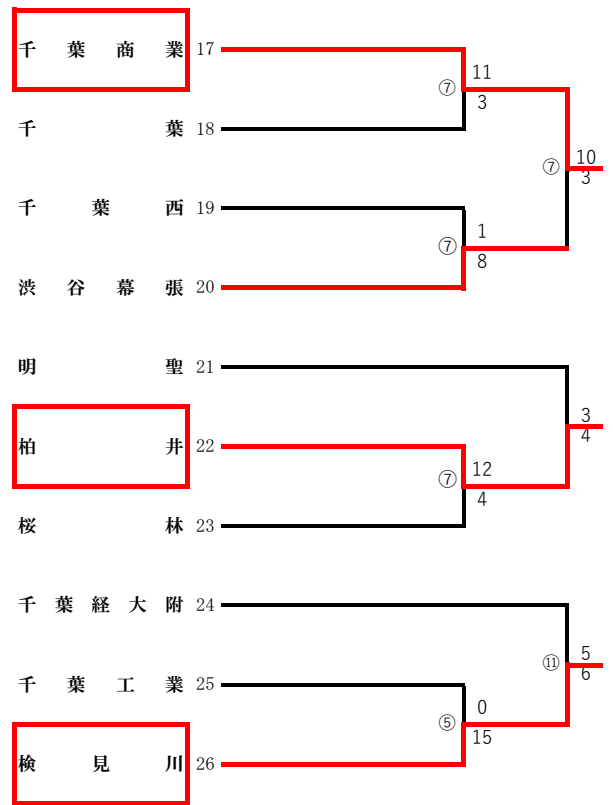 千葉商業 17
11
⑦
3
千葉 18
10
⑦
3
千葉西 19
1
⑦
8
渋谷幕張 20
明聖 21
3
4
柏井 22
12
⑦
4
桜林 23
千葉経大附 24
5
⑪
6
千葉工業 25
0
⑤
15
検見川 26